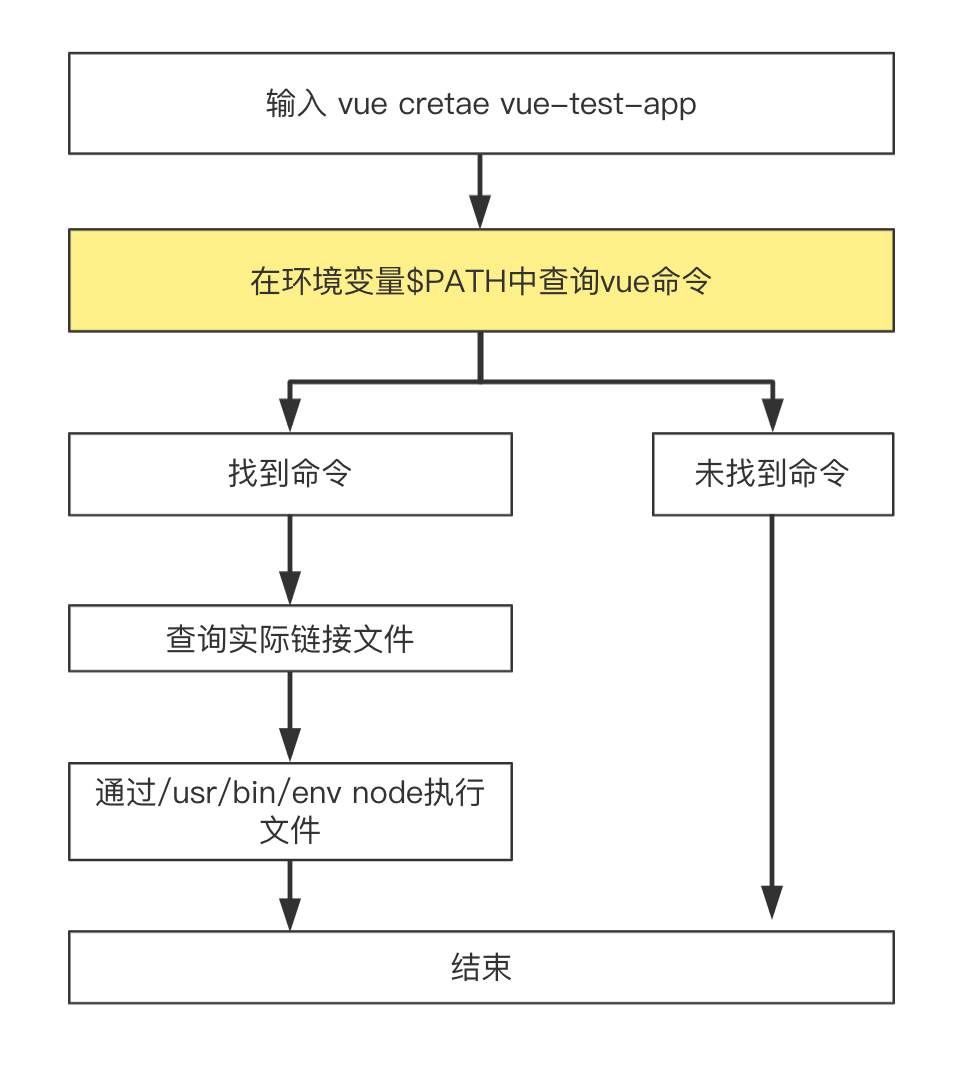 输入 vue cretae vue-test-app
在环境变量$PATH中查询vue命令
找到命令
未找到命令
查询实际链接文件
通过/usr/bin/env node执行
文件
结束